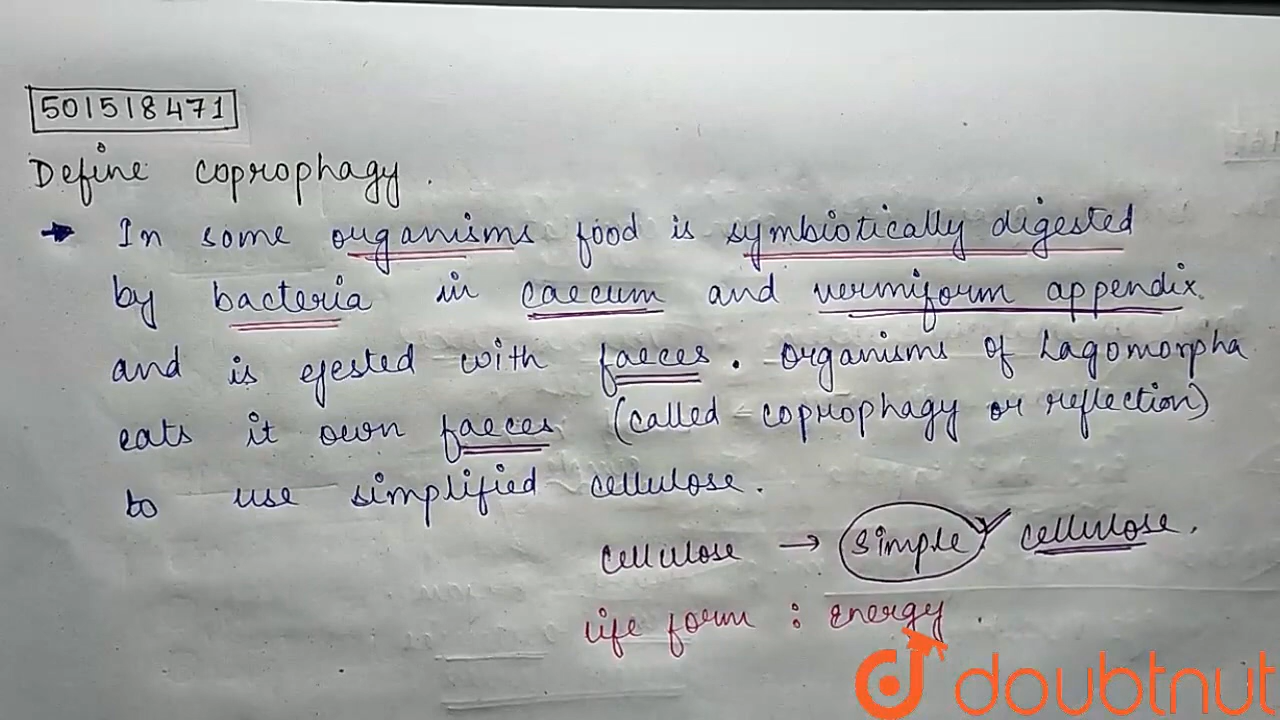 501518471
Define coprophagy.
In some organisms food is symbiotically digested
by bacteria in caecum and vermiform appendix
and is ejested with faeces. Organisms of Lagomorpha
eats it own faeces (called coprophagy or reflection)
to use simplified cellulose.
cellulose → simple cellulose.
life form : energy.
doubtnut